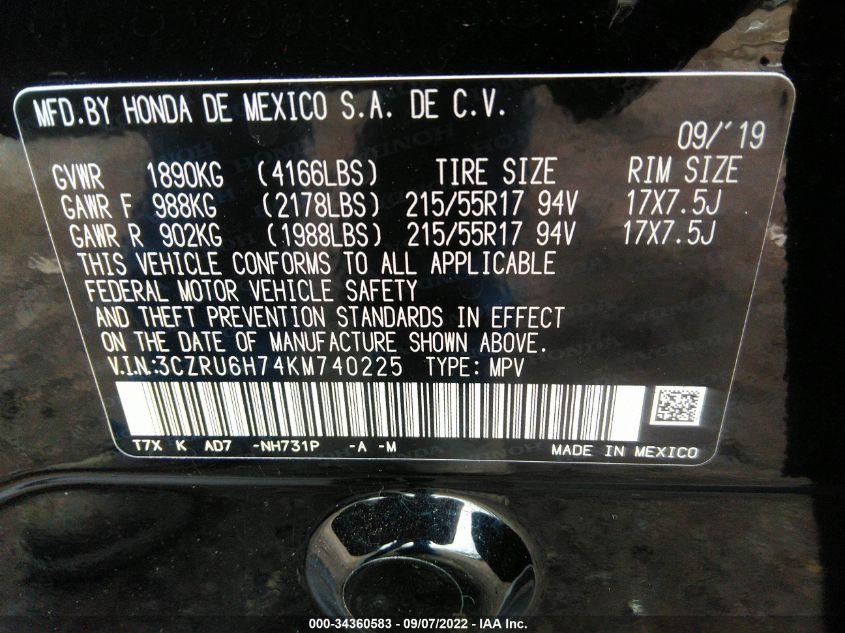 MFD.BY HONDA DE MEXICO S.A. DE C.V.
09/'19
GVWR 1890KG (4166LBS) TIRE SIZE RIM SIZE
GAWR F 988KG (2178LBS) 215/55R17 94V 17X7.5J
GAWR R 902KG (1988LBS) 215/55R17 94V 17X7.5J
THIS VEHICLE CONFORMS TO ALL APPLICABLE
FEDERAL MOTOR VEHICLE SAFETY
AND THEFT PREVENTION STANDARDS IN EFFECT
ON THE DATE OF MANUFACTURE SHOWN ABOVE.
V.I.N.:3CZRU6H74KM740225 TYPE: MPV
T7X K AD7 -NH731P -A -M MADE IN MEXICO
000-34360583 - 09/07/2022 - IAA Inc.